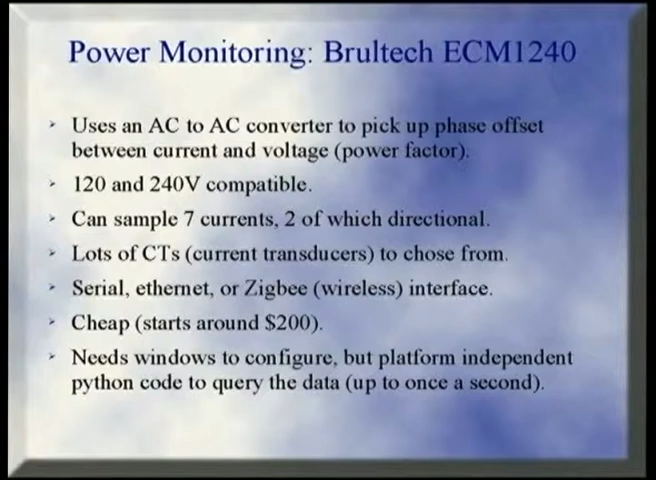 Power Monitoring: Brultech ECM1240
Uses an AC to AC converter to pick up phase offset
between current and voltage (power factor).
120 and 240V compatible.
Can sample 7 currents, 2 of which directional.
Lots of CTs (current transducers) to chose from.
Serial, ethernet, or Zigbee (wireless) interface.
Cheap (starts around $200).
Needs windows to configure, but platform independent
python code to query the data (up to once a second).